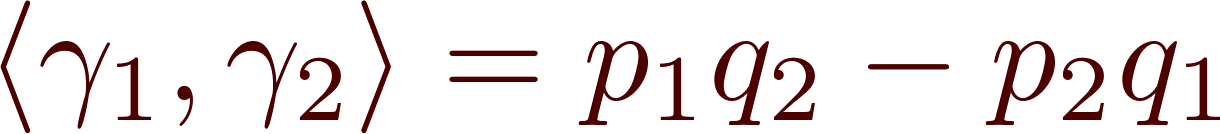 ⟨γ₁, γ₂⟩ = p₁q₂ − p₂q₁